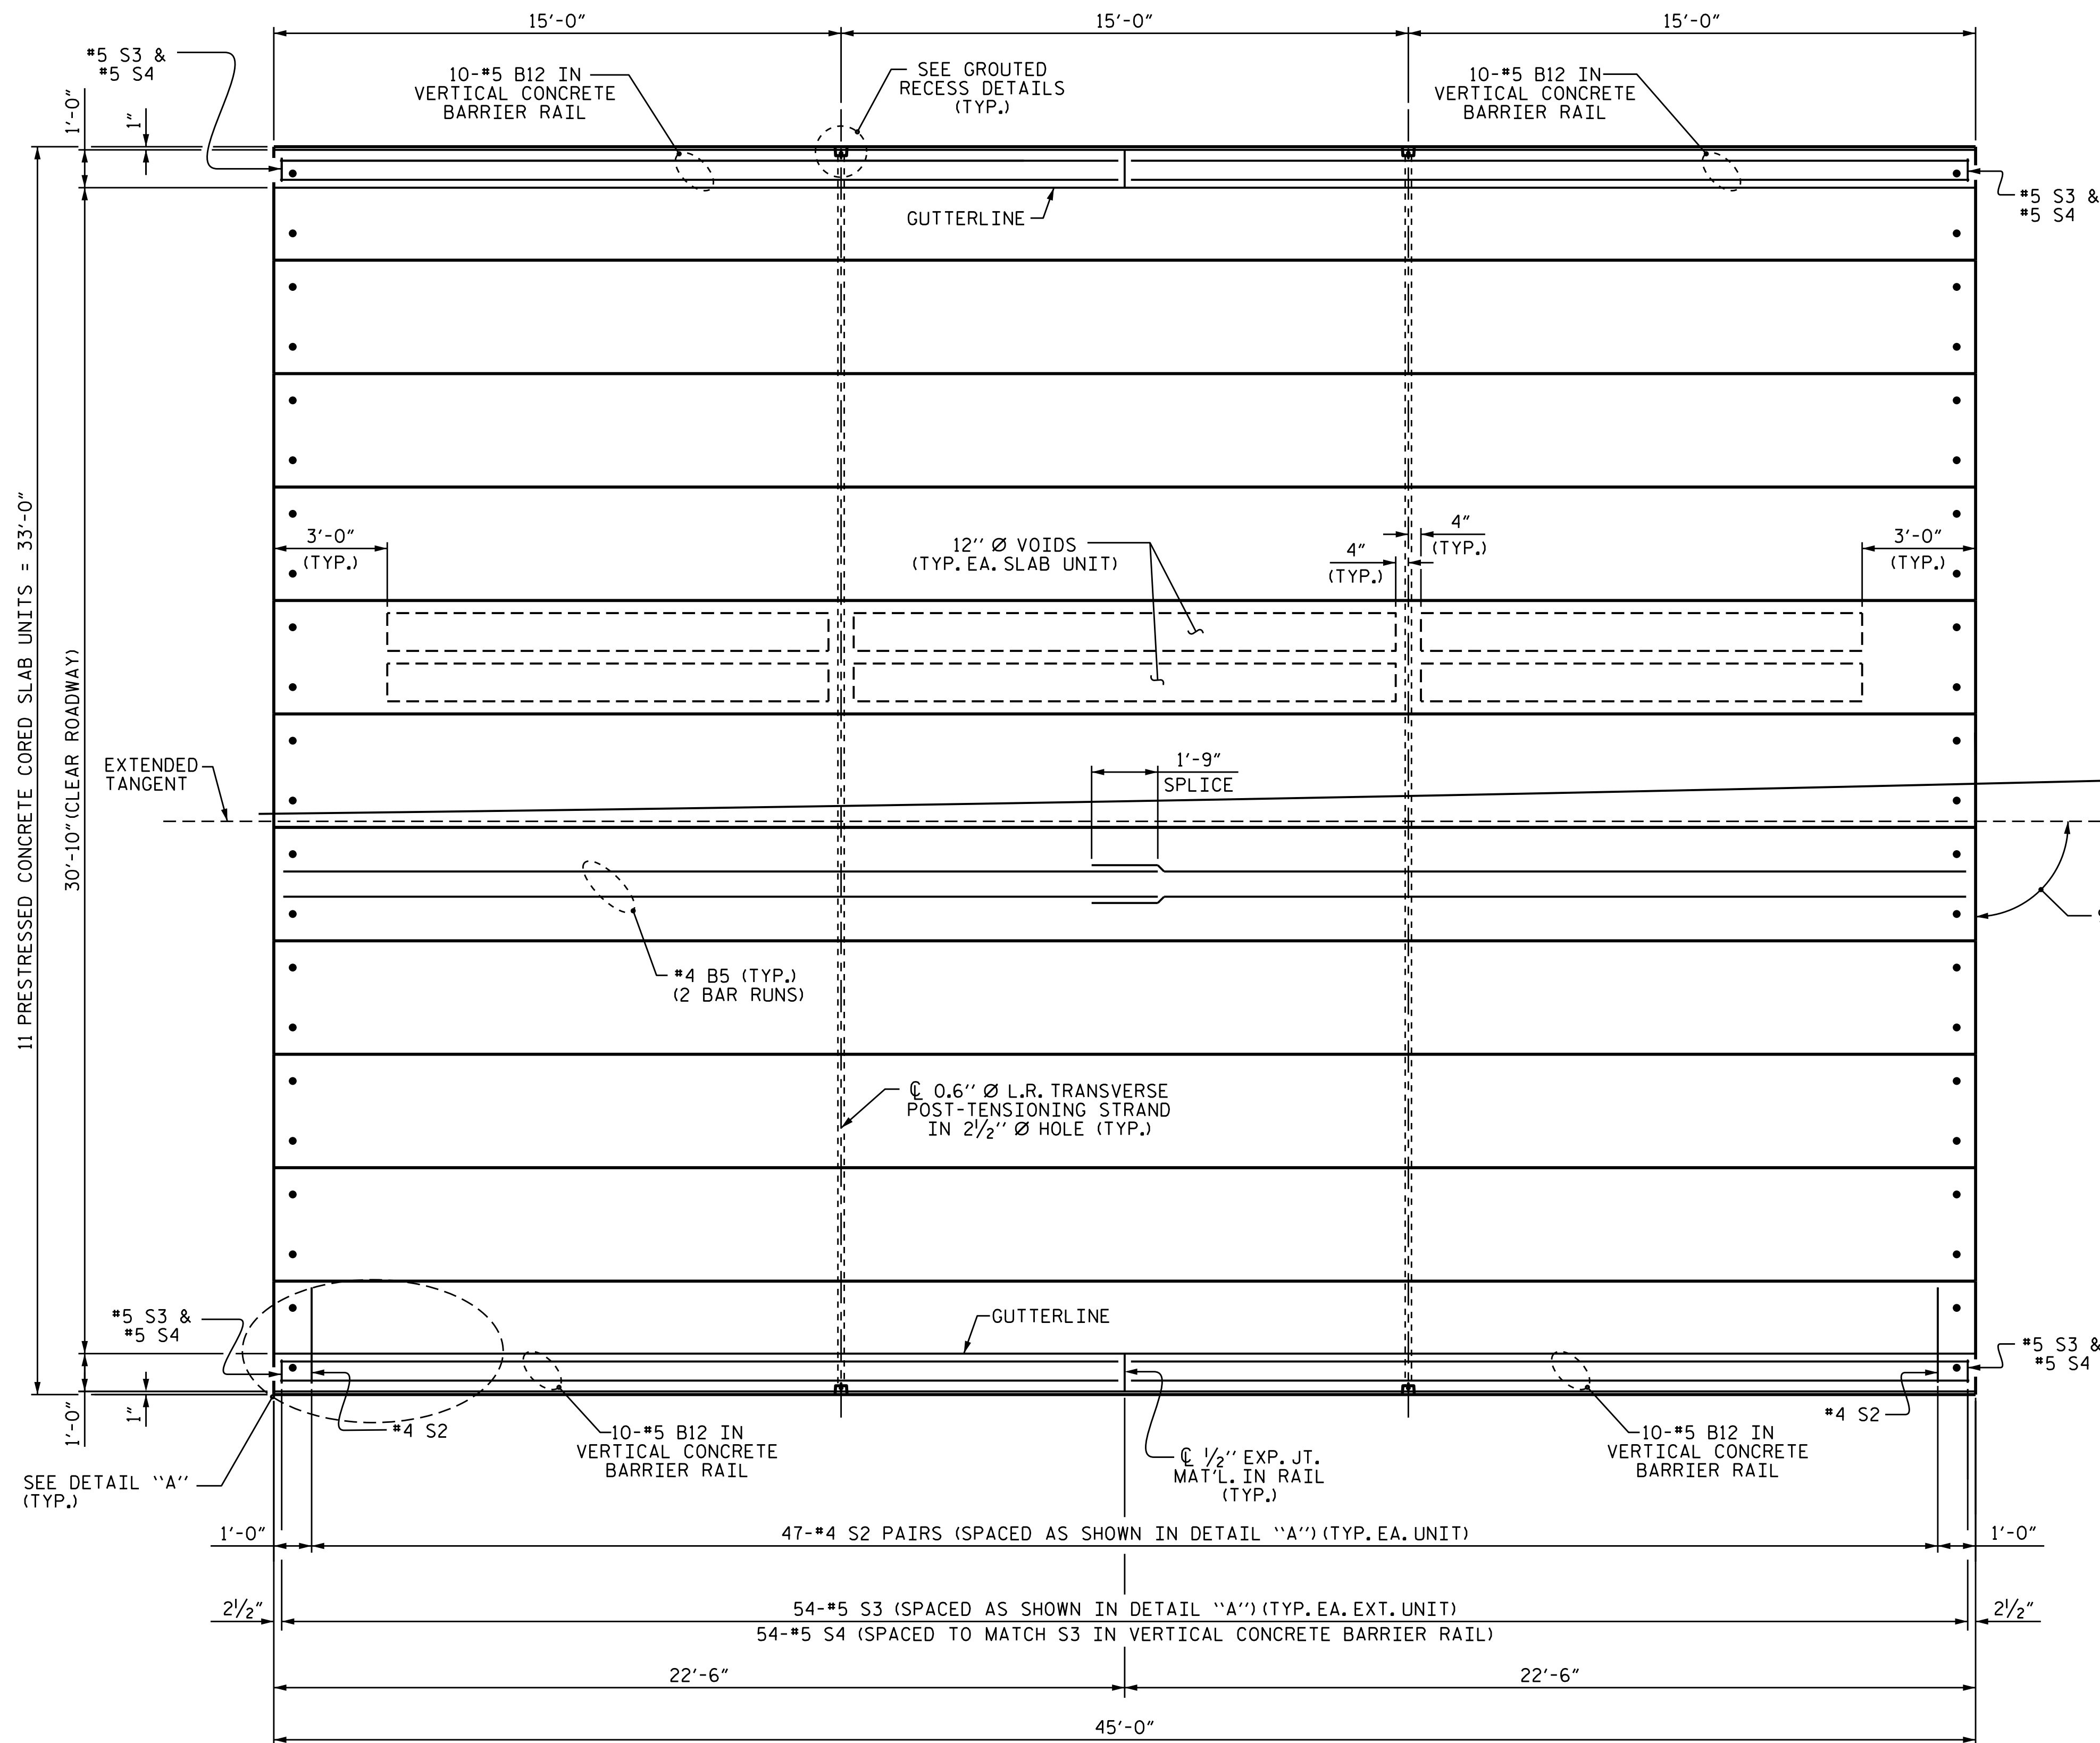 15'-0"
15'-0"
15'-0"
#5 S3 &
#5 S4
10-#5 B12 IN
VERTICAL CONCRETE
BARRIER RAIL
SEE GROUTED
RECESS DETAILS
(TYP.)
10-#5 B12 IN
VERTICAL CONCRETE
BARRIER RAIL
1'-0"
1"
#5 S3 &
#5 S4
GUTTERLINE
11 PRESTRESSED CONCRETE CORED SLAB UNITS = 33'-0"
30'-10" (CLEAR ROADWAY)
3'-0"
(TYP.)
12" Ø VOIDS
(TYP. EA. SLAB UNIT)
4"
(TYP.)
4"
(TYP.)
3'-0"
(TYP.)
EXTENDED
TANGENT
1'-9"
SPLICE
#4 B5 (TYP.)
(2 BAR RUNS)
℄ 0.6" Ø L.R. TRANSVERSE
POST-TENSIONING STRAND
IN 2½" Ø HOLE (TYP.)
#5 S3 &
#5 S4
GUTTERLINE
#5 S3 &
#5 S4
1'-0"
1"
#4 S2
10-#5 B12 IN
VERTICAL CONCRETE
BARRIER RAIL
℄ ½" EXP. JT.
MAT'L. IN RAIL
(TYP.)
10-#5 B12 IN
VERTICAL CONCRETE
BARRIER RAIL
#4 S2
SEE DETAIL "A"
(TYP.)
1'-0"
47-#4 S2 PAIRS (SPACED AS SHOWN IN DETAIL "A") (TYP. EA. UNIT)
1'-0"
2½"
54-#5 S3 (SPACED AS SHOWN IN DETAIL "A") (TYP. EA. EXT. UNIT)
54-#5 S4 (SPACED TO MATCH S3 IN VERTICAL CONCRETE BARRIER RAIL)
2½"
22'-6"
22'-6"
45'-0"